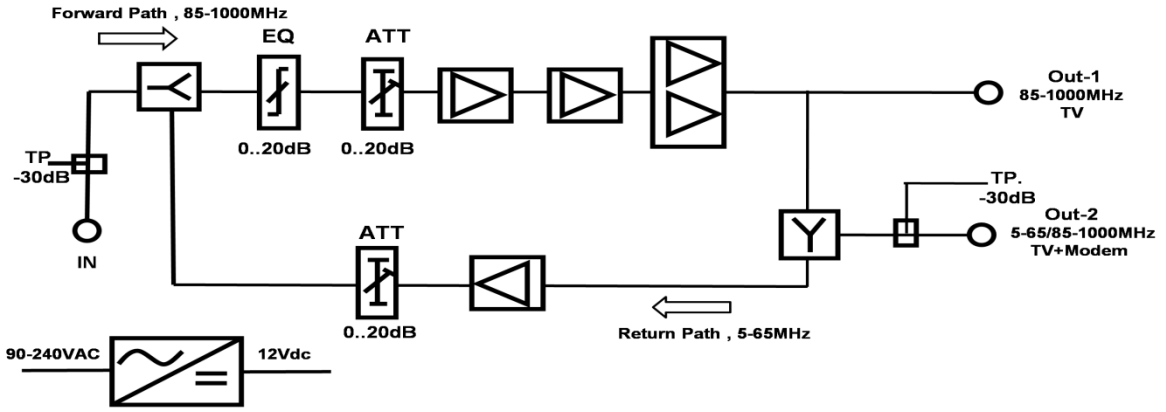 Forward Path , 85-1000MHz
EQ
ATT
0..20dB
0..20dB
Out-1
85-1000MHz
TV
TP
-30dB
IN
TP.
-30dB
Out-2
5-65/85-1000MHz
TV+Modem
ATT
0..20dB
Return Path, 5-65MHz
90-240VAC
12Vdc